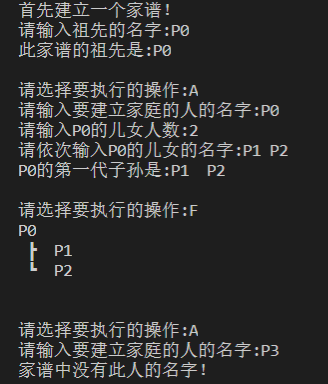 首先建立一个家谱！
请输入祖先的名字:P0
此家谱的祖先是:P0
请选择要执行的操作:A
请输入要建立家庭的人的名字:P0
请输入P0的儿女人数:2
请依次输入P0的儿女的名字:P1 P2
P0的第一代子孙是:P1  P2
请选择要执行的操作:F
P0
┣  P1
┗  P2
请选择要执行的操作:A
请输入要建立家庭的人的名字:P3
家谱中没有此人的名字！